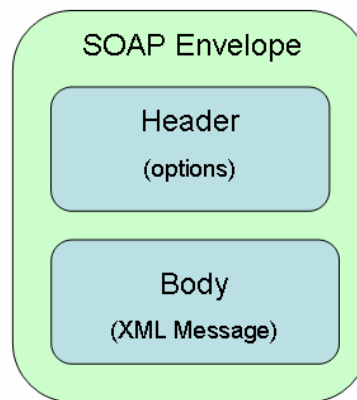 SOAP Envelope
Header
(options)
Body
(XML Message)